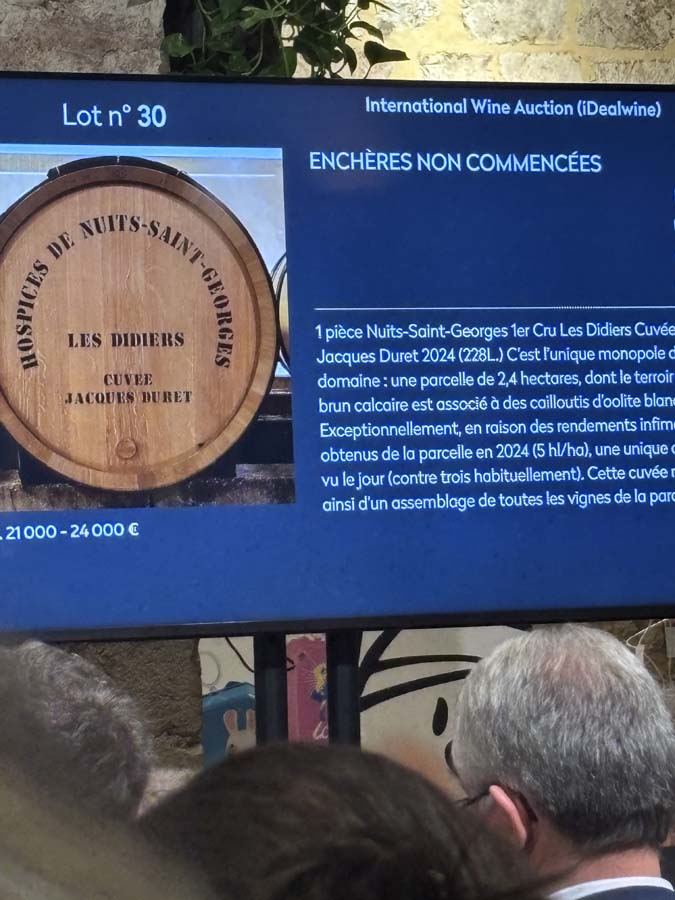 Lot n° 30
International Wine Auction (iDealwine)
ENCHÈRES NON COMMENCÉES
HOSPICES DE NUITS-SAINT-GEORGES
LES DIDIERS
CUVEE
JACQUES DURET
1 pièce Nuits-Saint-Georges 1er Cru Les Didiers Cuvée
Jacques Duret 2024 (228L.) C'est l'unique monopole d
domaine : une parcelle de 2,4 hectares, dont le terroir
brun calcaire est associé à des cailloutis d'oolite blan
Exceptionnellement, en raison des rendements infim
obtenus de la parcelle en 2024 (5 hl/ha), une unique
vu le jour (contre trois habituellement). Cette cuvée
ainsi d'un assemblage de toutes les vignes de la parc
21 000 - 24 000 €